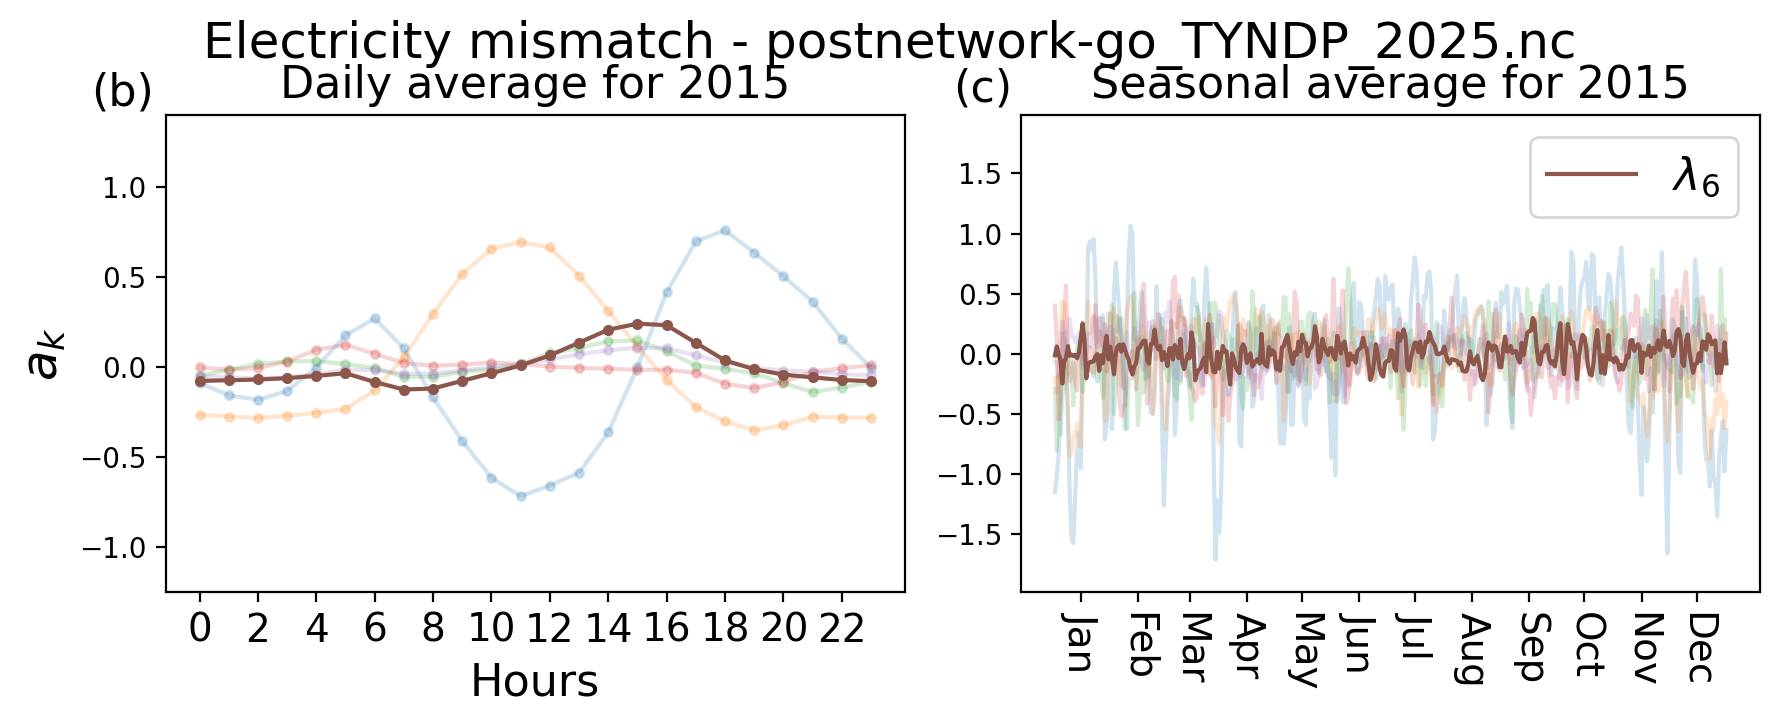 Electricity mismatch - postnetwork-go_TYNDP_2025.nc
(b)
Daily average for 2015
1.0
0.5
0.0
−0.5
−1.0
a_k
0 2 4 6 8 10 12 14 16 18 20 22
Hours
(c)
Seasonal average for 2015
λ_6
1.5
1.0
0.5
0.0
−0.5
−1.0
−1.5
Jan Feb Mar Apr May Jun Jul Aug Sep Oct Nov Dec